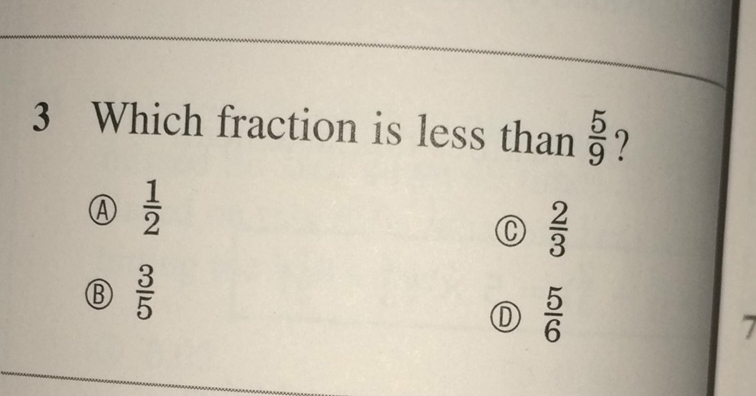 3 Which fraction is less than 5/9?
Ⓐ 1/2 Ⓒ 2/3
Ⓑ 3/5 Ⓓ 5/6
7